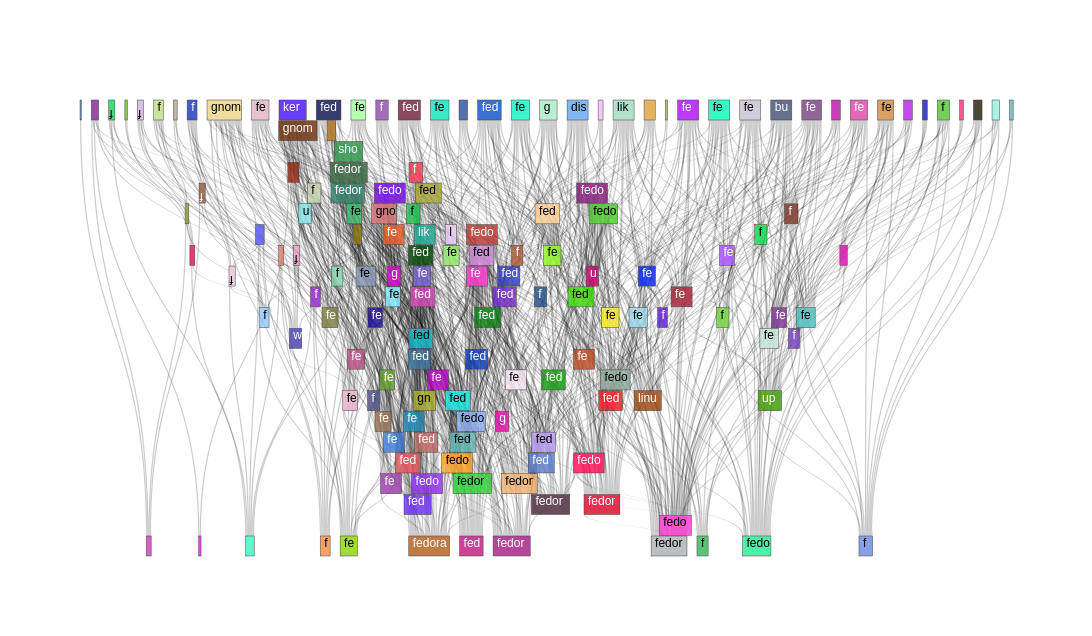 f f gnom fe ker fed fe f fed fe fed fe g dis lik fe fe fe bu fe fe fe f
gnom
sho
fedor f
f fedor fedo fed fedo
u fe gno f fed fedo f
fe lik l fedo f
fed fe fed f fe fe
f fe g fe fe fed u fe
f fe fed fed f fed fe
f fe fe fed fe fe f f fe fe
w fed fe f
fe fed fed fe
fe fe fe fed fedo
fe f gn fed fed linu up
fe fe fedo g
fe fed fed fed
fed fedo fed fedo
fe fedo fedor fedor
fed fedor fedor
fedo
f fe fedora fed fedor fedor f fedo f